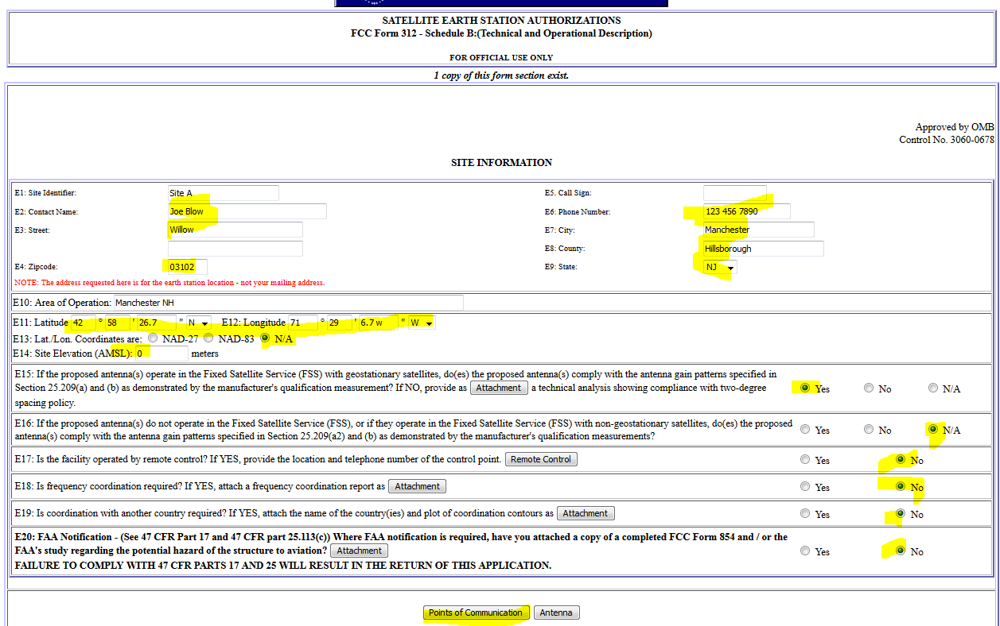 SATELLITE EARTH STATION AUTHORIZATIONS
FCC Form 312 - Schedule B:(Technical and Operational Description)
FOR OFFICIAL USE ONLY
1 copy of this form section exist.
Approved by OMB
Control No. 3060-0678
SITE INFORMATION
E1: Site Identifier: Site A E5. Call Sign:
E2: Contact Name: Joe Blow E6: Phone Number: 123 456 7890
E3: Street: Willow E7: City: Manchester
E8: County: Hillsborough
E4: Zipcode: 03102 E9: State: NJ
NOTE: The address requested here is for the earth station location - not your mailing address.
E10: Area of Operation: Manchester NH
E11: Latitude 42 ° 58 ' 26.7 " N E12: Longitude 71 ° 29 ' 6.7 w " W
E13: Lat./Lon. Coordinates are: NAD-27 NAD-83 N/A
E14: Site Elevation (AMSL): 0 meters
E15: If the proposed antenna(s) operate in the Fixed Satellite Service (FSS) with geostationary satellites, do(es) the proposed antenna(s) comply with the antenna gain patterns specified in
Section 25.209(a) and (b) as demonstrated by the manufacturer's qualification measurement? If NO, provide as Attachment a technical analysis showing compliance with two-degree Yes No N/A
spacing policy.
E16: If the proposed antenna(s) do not operate in the Fixed Satellite Service (FSS), or if they operate in the Fixed Satellite Service (FSS) with non-geostationary satellites, do(es) the proposed Yes No N/A
antenna(s) comply with the antenna gain patterns specified in Section 25.209(a2) and (b) as demonstrated by the manufacturer's qualification measurements?
E17: Is the facility operated by remote control? If YES, provide the location and telephone number of the control point. Remote Control Yes No
E18: Is frequency coordination required? If YES, attach a frequency coordination report as Attachment Yes No
E19: Is coordination with another country required? If YES, attach the name of the country(ies) and plot of coordination contours as Attachment Yes No
E20: FAA Notification - (See 47 CFR Part 17 and 47 CFR part 25.113(c)) Where FAA notification is required, have you attached a copy of a completed FCC Form 854 and / or the
FAA's study regarding the potential hazard of the structure to aviation? Attachment Yes No
FAILURE TO COMPLY WITH 47 CFR PARTS 17 AND 25 WILL RESULT IN THE RETURN OF THIS APPLICATION.
Points of Communication Antenna